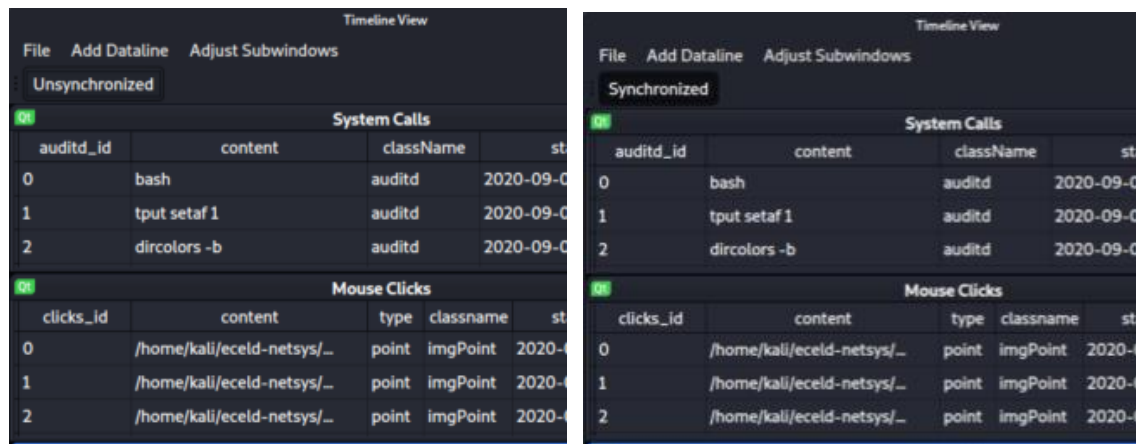 Timeline View
File Add Dataline Adjust Subwindows
Unsynchronized
Qt System Calls
auditd_id content className st
0 bash auditd 2020-09-0
1 tput setaf 1 auditd 2020-09-0
2 dircolors -b auditd 2020-09-0
Qt Mouse Clicks
clicks_id content type classname st
0 /home/kali/eceld-netsys/... point imgPoint 2020-
1 /home/kali/eceld-netsys/... point imgPoint 2020-
2 /home/kali/eceld-netsys/... point imgPoint 2020-
Timeline View
File Add Dataline Adjust Subwindows
Synchronized
Qt System Calls
auditd_id content className st
0 bash auditd 2020-09-0
1 tput setaf 1 auditd 2020-09-0
2 dircolors -b auditd 2020-09-0
Qt Mouse Clicks
clicks_id content type classname st
0 /home/kali/eceld-netsys/... point imgPoint 2020-
1 /home/kali/eceld-netsys/... point imgPoint 2020-
2 /home/kali/eceld-netsys/... point imgPoint 2020-